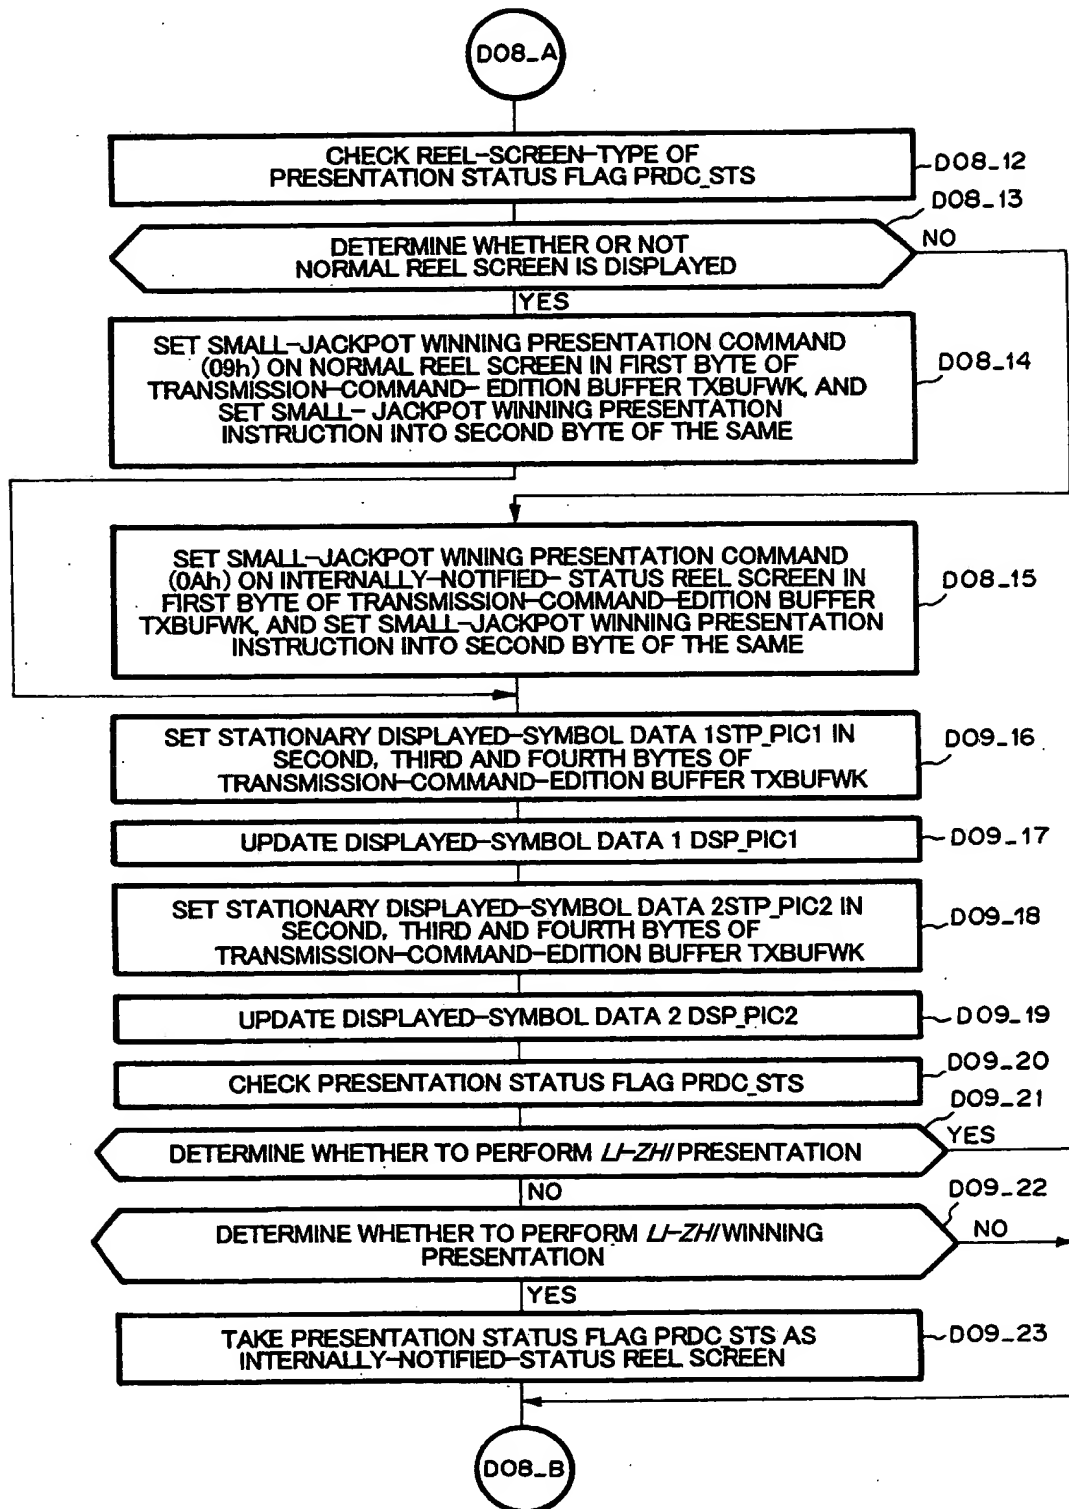 D08_A
CHECK REEL-SCREEN-TYPE OF
PRESENTATION STATUS FLAG PRDC_STS
D08_12
D08_13
DETERMINE WHETHER OR NOT
NORMAL REEL SCREEN IS DISPLAYED
NO
YES
SET SMALL-JACKPOT WINNING PRESENTATION COMMAND
(09h) ON NORMAL REEL SCREEN IN FIRST BYTE OF
TRANSMISSION-COMMAND- EDITION BUFFER TXBUFWK, AND
SET SMALL- JACKPOT WINNING PRESENTATION
INSTRUCTION INTO SECOND BYTE OF THE SAME
D08_14
SET SMALL-JACKPOT WINING PRESENTATION COMMAND
(0Ah) ON INTERNALLY-NOTIFIED- STATUS REEL SCREEN IN
FIRST BYTE OF TRANSMISSION-COMMAND-EDITION BUFFER
TXBUFWK, AND SET SMALL-JACKPOT WINNING PRESENTATION
INSTRUCTION INTO SECOND BYTE OF THE SAME
D08_15
SET STATIONARY DISPLAYED-SYMBOL DATA 1STP_PIC1 IN
SECOND, THIRD AND FOURTH BYTES OF
TRANSMISSION-COMMAND-EDITION BUFFER TXBUFWK
D09_16
UPDATE DISPLAYED-SYMBOL DATA 1 DSP_PIC1
D09_17
SET STATIONARY DISPLAYED-SYMBOL DATA 2STP_PIC2 IN
SECOND, THIRD AND FOURTH BYTES OF
TRANSMISSION-COMMAND-EDITION BUFFER TXBUFWK
D09_18
UPDATE DISPLAYED-SYMBOL DATA 2 DSP_PIC2
D09_19
CHECK PRESENTATION STATUS FLAG PRDC_STS
D09_20
D09_21
DETERMINE WHETHER TO PERFORM LI-ZHI PRESENTATION
YES
NO
D09_22
DETERMINE WHETHER TO PERFORM LI-ZHI WINNING
PRESENTATION
NO
YES
TAKE PRESENTATION STATUS FLAG PRDC_STS AS
INTERNALLY-NOTIFIED-STATUS REEL SCREEN
D09_23
D08_B